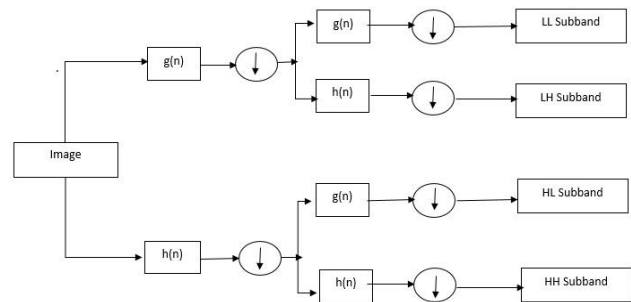 g(n)
LL Subband
g(n)
h(n)
LH Subband
Image
g(n)
HL Subband
h(n)
h(n)
HH Subband